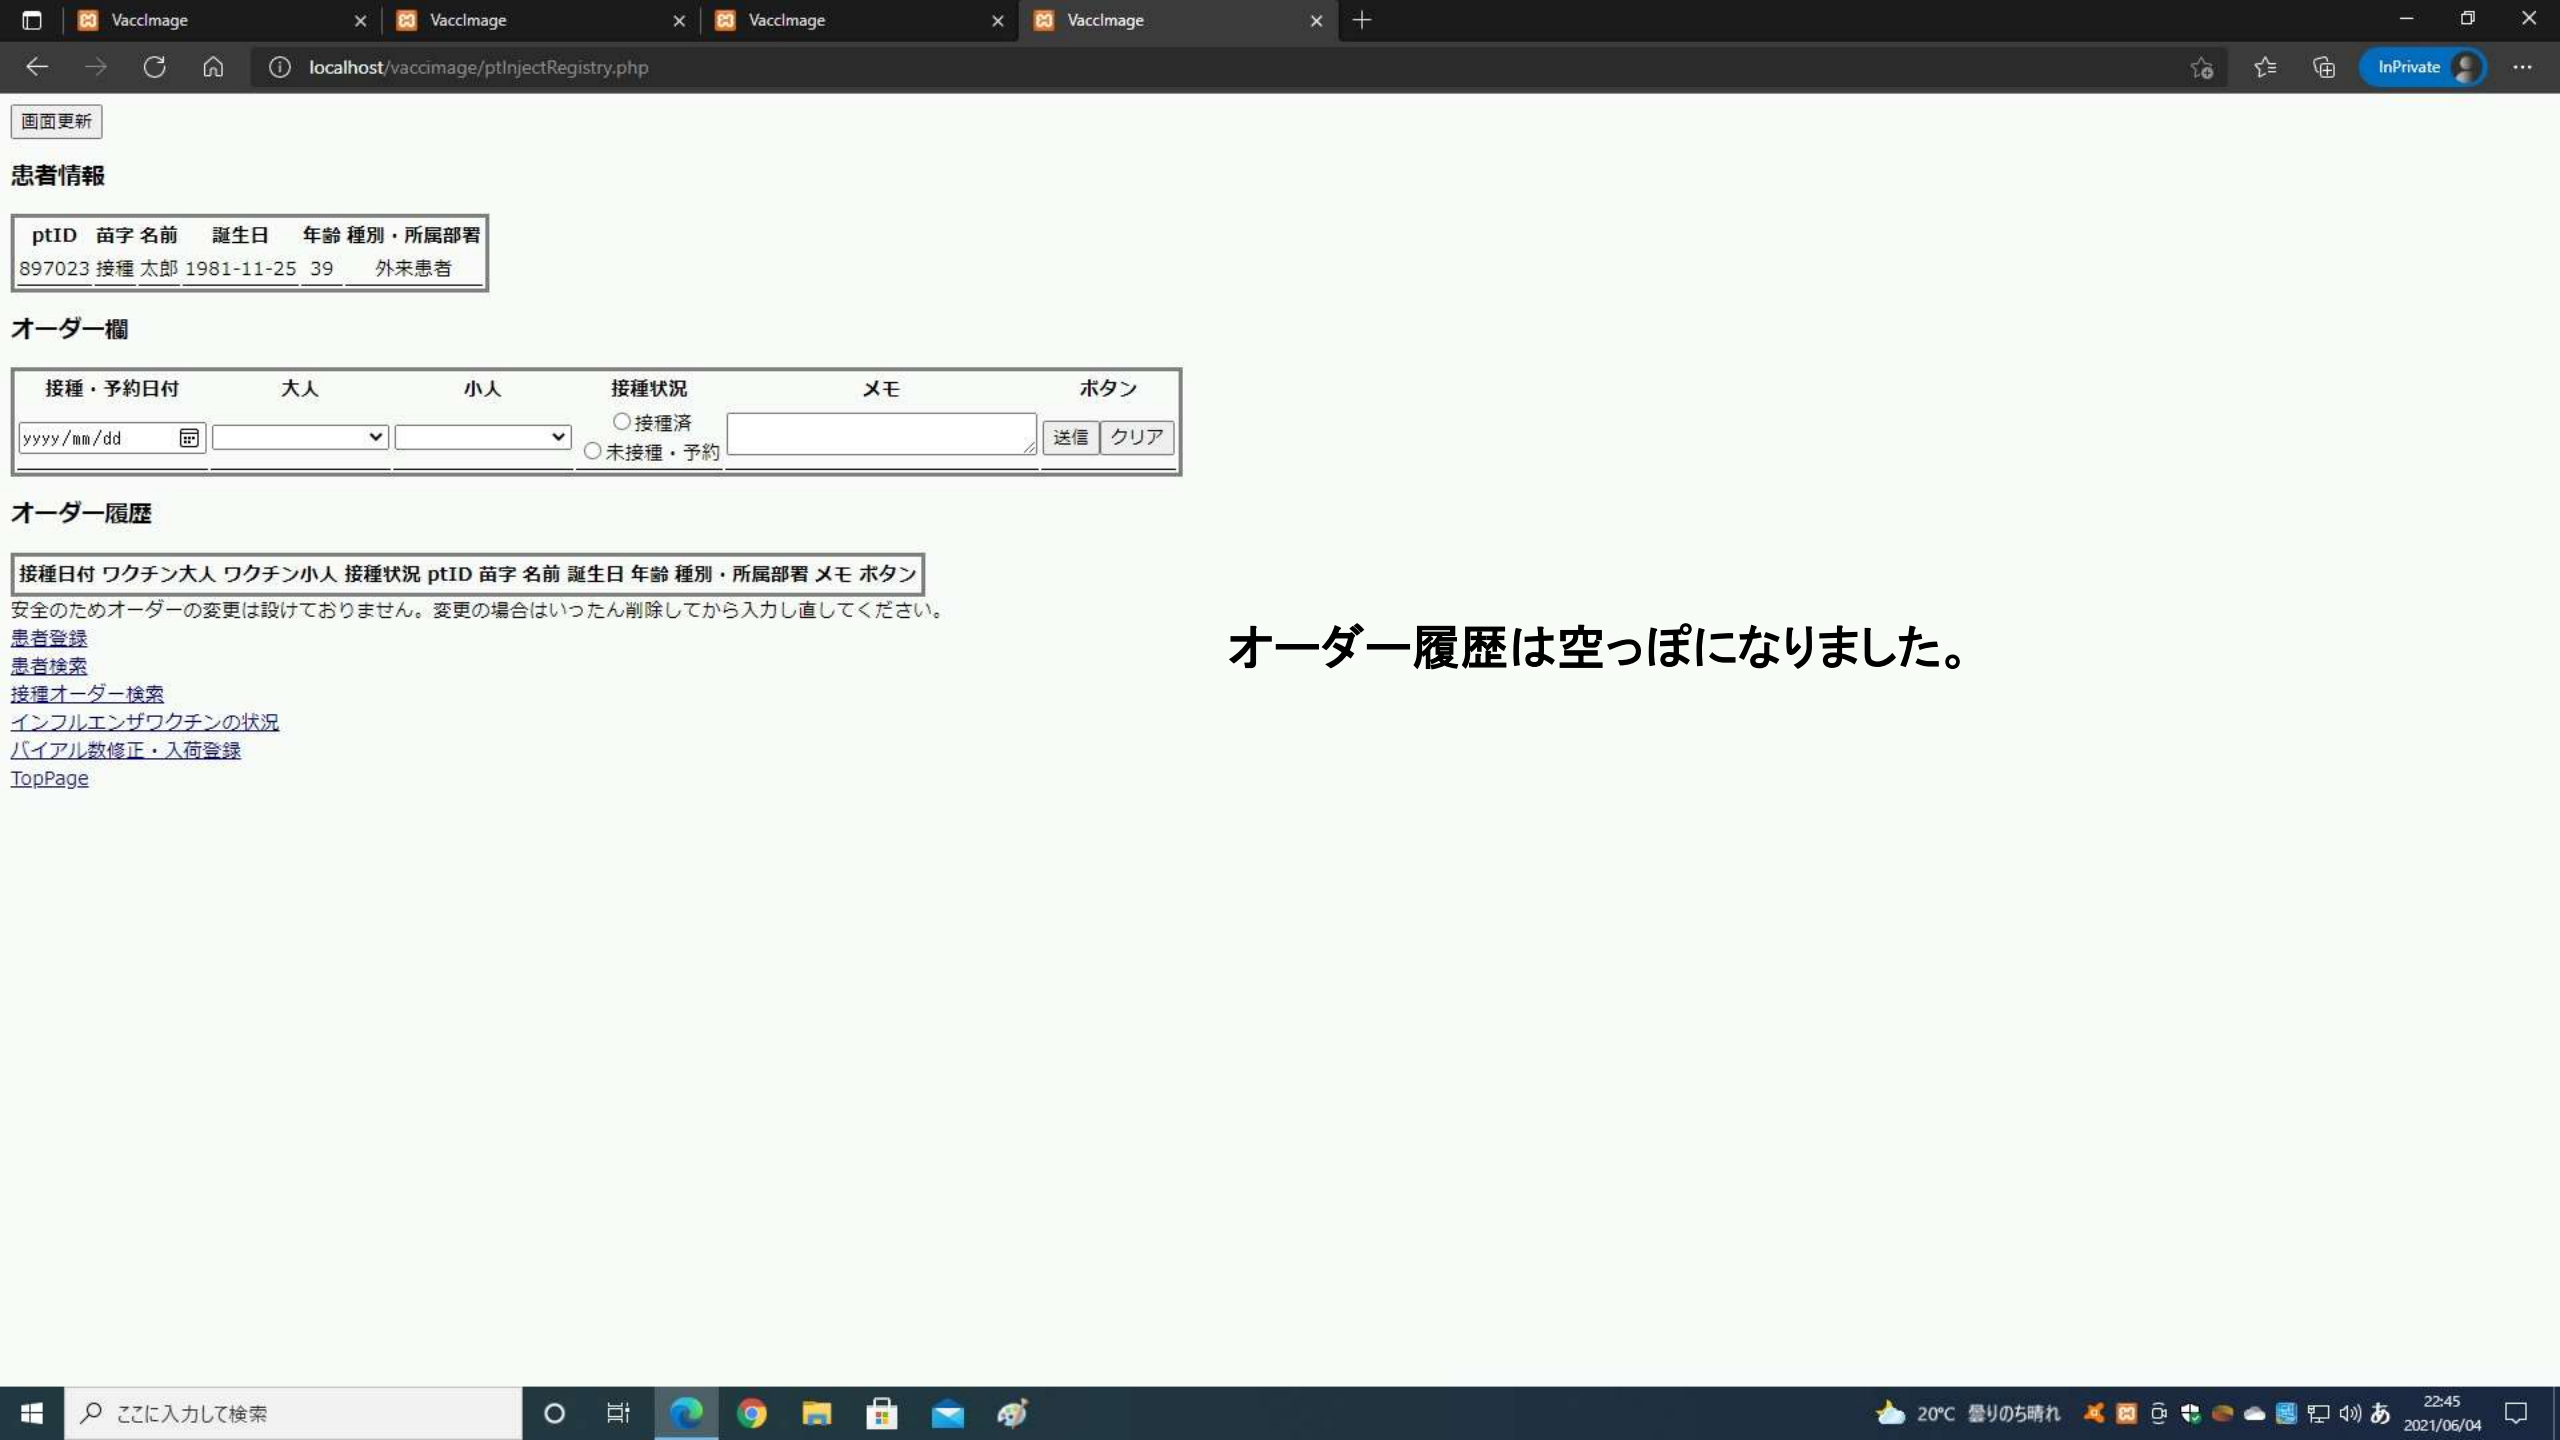 VaccImage
VaccImage
VaccImage
VaccImage
localhost/vaccimage/ptInjectRegistry.php
InPrivate
画面更新
患者情報
ptID 苗字 名前 誕生日 年齢 種別・所属部署
897023 接種 太郎 1981-11-25 39 外来患者
オーダー欄
接種・予約日付 大人 小人 接種状況 メモ ボタン
接種済
yyyy/mm/dd 送信 クリア
未接種・予約
オーダー履歴
接種日付 ワクチン大人 ワクチン小人 接種状況 ptID 苗字 名前 誕生日 年齢 種別・所属部署 メモ ボタン
安全のためオーダーの変更は設けておりません。変更の場合はいったん削除してから入力し直してください。
患者登録
オーダー履歴は空っぽになりました。
患者検索
接種オーダー検索
インフルエンザワクチンの状況
バイアル数修正・入荷登録
TopPage
ここに入力して検索
20°C 曇りのち晴れ
あ
22:45
2021/06/04